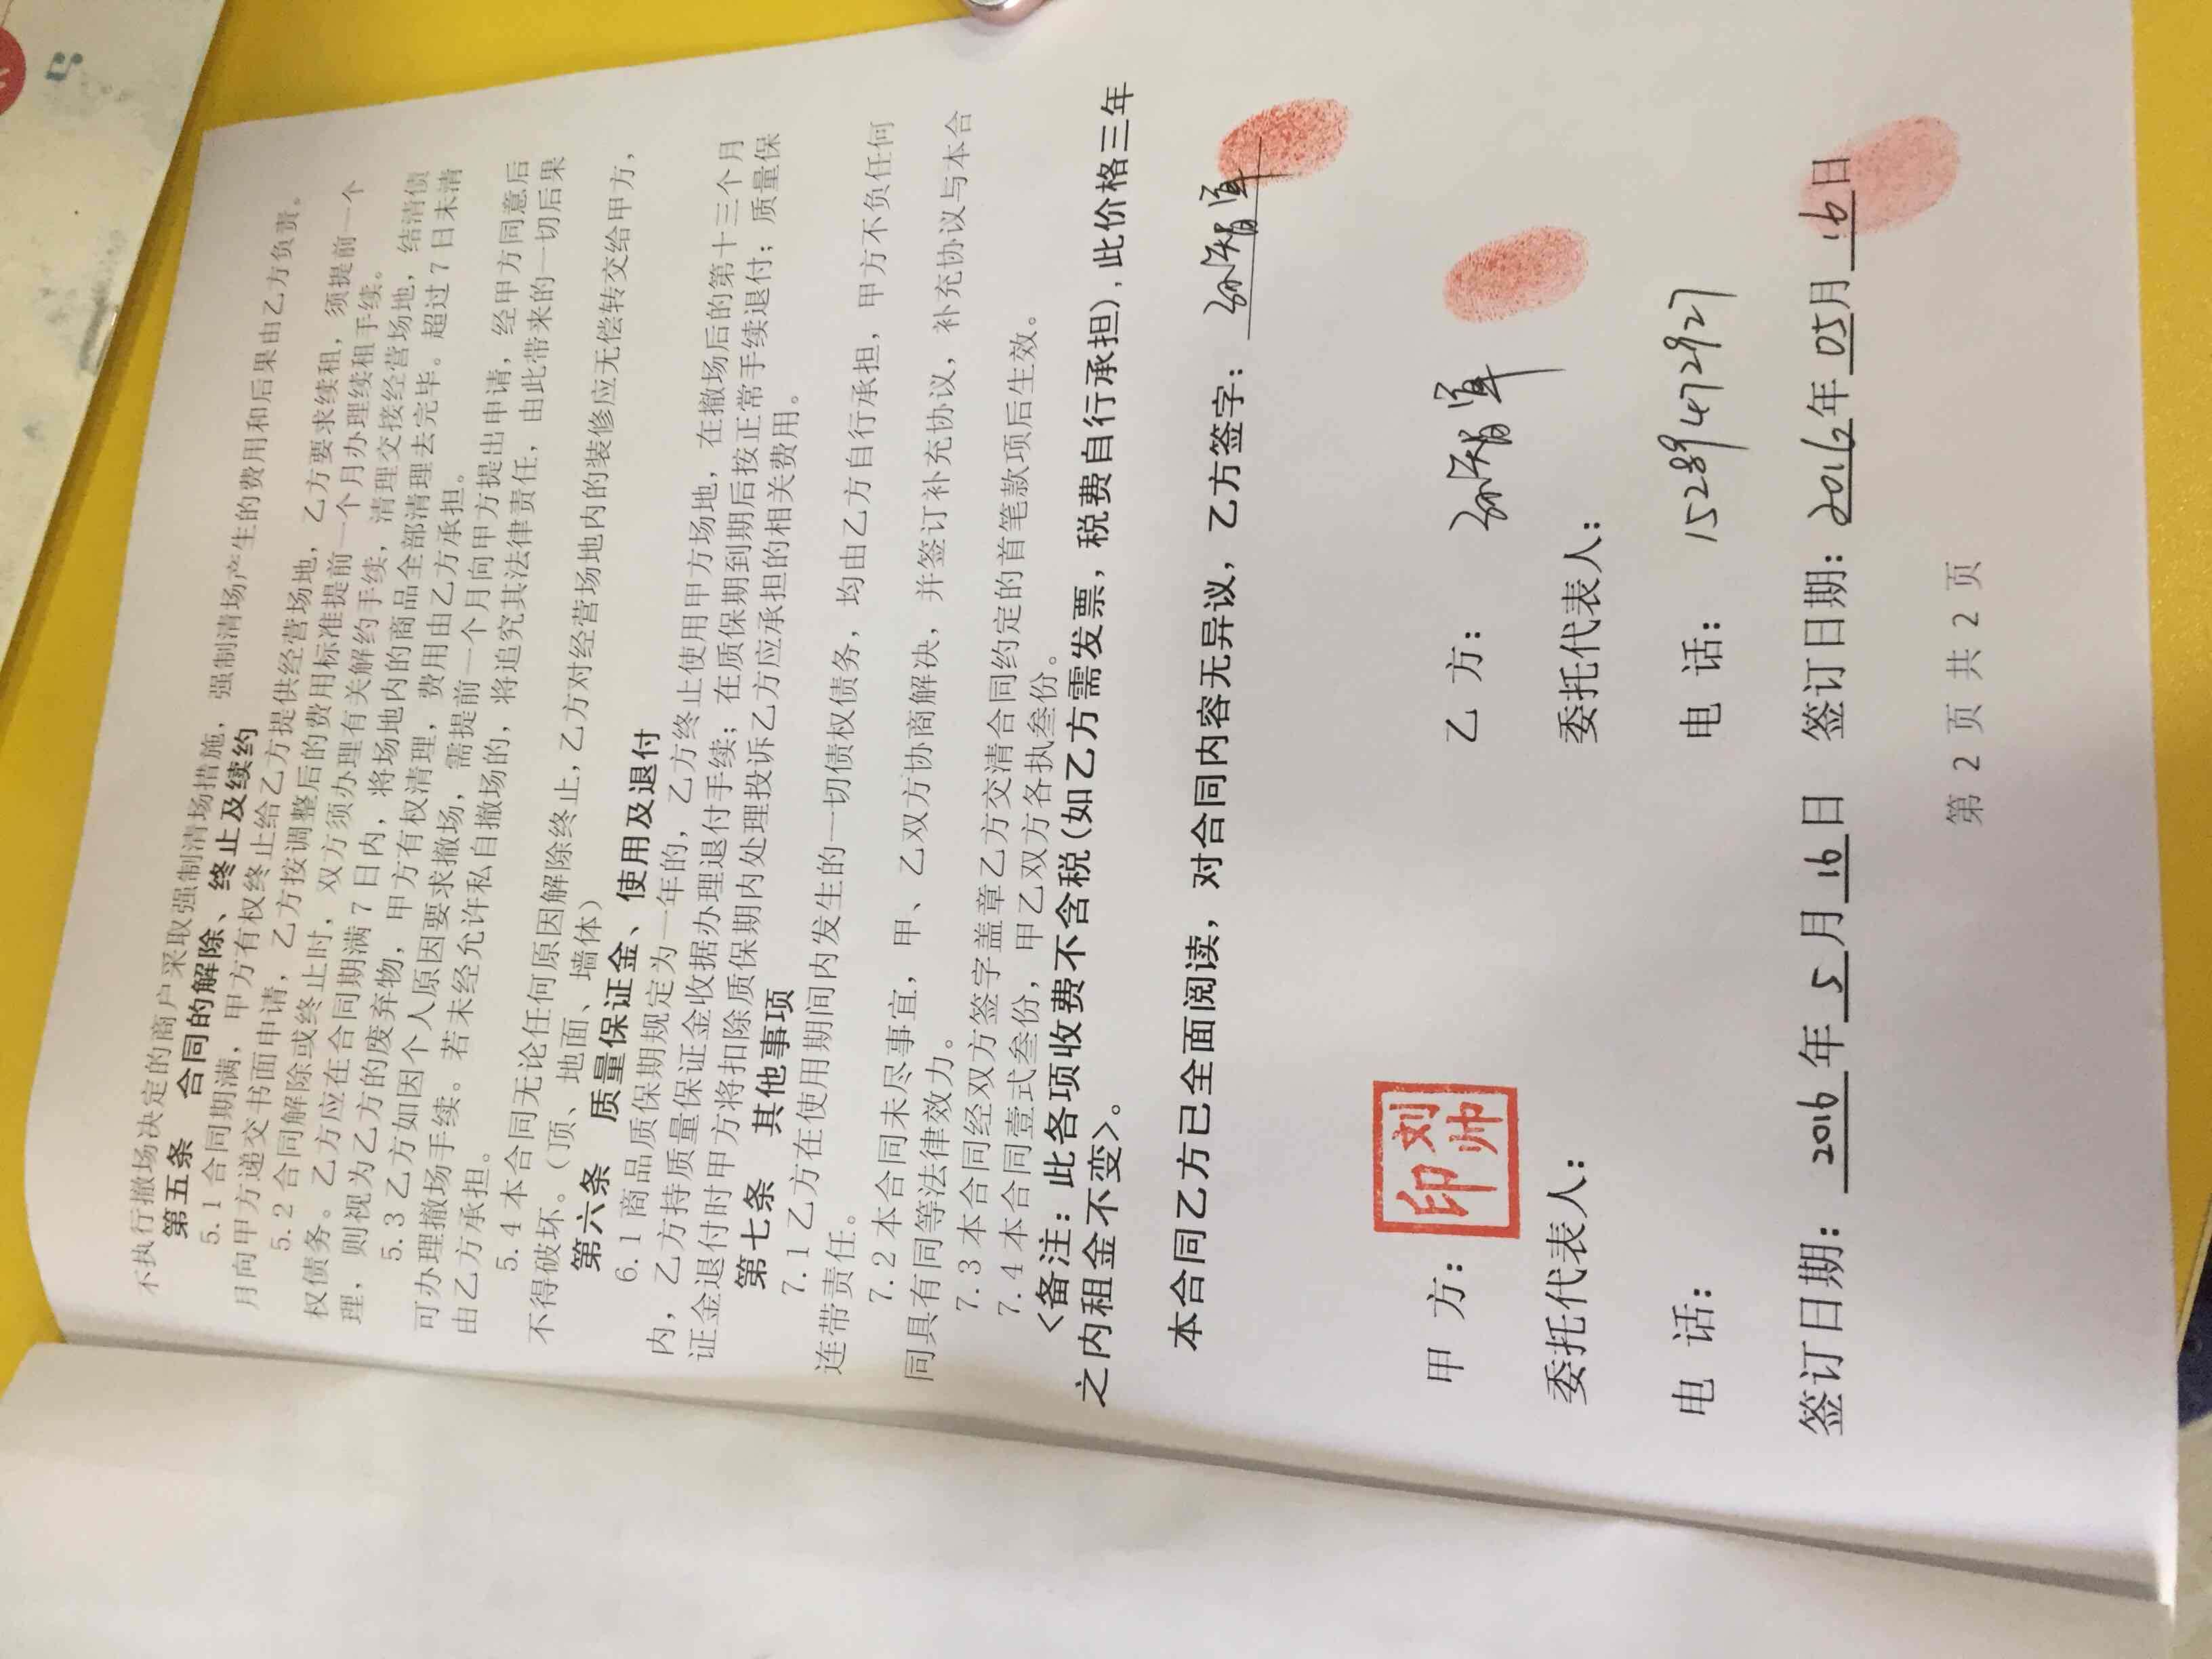 不执行撤场决定的商户采取强制清场措施，强制清场产生的费用和后果由乙方负责。
第五条 合同的解除、终止及续约
5.1 合同期满，甲方有权终止给乙方提供经营场地，乙方要求续租，须提前一个
月向甲方递交书面申请，乙方按调整后的费用标准提前一个月办理续租手续。
5.2 合同解除或终止时，双方须办理有关解约手续，清理交接经营场地，结清债
权债务。乙方应在合同期满 7 日内，将场地内的商品全部清理去完毕。超过 7 日未清
理，则视为乙方的废弃物，甲方有权清理，费用由乙方承担。
5.3 乙方如因个人原因要求撤场，需提前一个月向甲方提出申请，经甲方同意后
可办理撤场手续。若未经允许私自撤场的，将追究其法律责任，由此带来的一切后果
由乙方承担。
5.4 本合同无论任何原因解除终止，乙方对经营场地内的装修应无偿转交给甲方，
不得破坏。（顶、地面、墙体）
第六条 质量保证金、使用及退付
6.1 商品质保期规定为一年的，乙方终止使用甲方场地，在撤场后的第十三个月
内，乙方持质量保证金收据办理退付手续；在质保期到期后按正常手续退付；质量保
证金退付时甲方将扣除质保期内处理投诉乙方应承担的相关费用。
第七条 其他事项
7.1 乙方在使用期间内发生的一切债权债务，均由乙方自行承担，甲方不负任何
连带责任。
7.2 本合同未尽事宜，甲、乙双方协商解决，并签订补充协议，补充协议与本合
同具有同等法律效力。
7.3 本合同经双方签字盖章乙方交清合同约定的首笔款项后生效。
7.4 本合同壹式叁份，甲乙双方各执叁份。
<备注：此各项收费不含税(如乙方需发票，税费自行承担)，此价格三年
之内租金不变>。
本合同乙方已全面阅读，对合同内容无异议，乙方签字： 孙智军
甲 方： 刘帅印 乙 方： 孙智军
委托代表人： 委托代表人：
电 话： 电 话： 15289472927
签订日期： 2016 年 5 月 16 日 签订日期： 2016 年 05 月 16 日
第 2 页 共 2 页